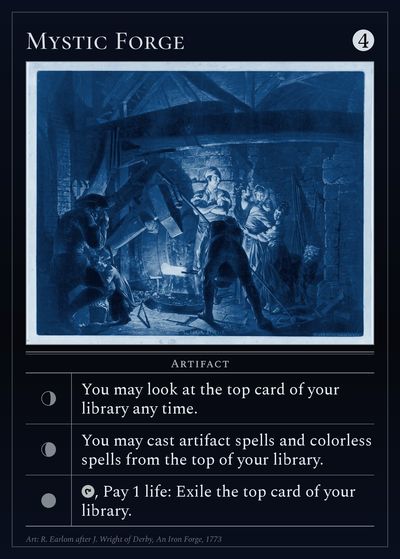 Mystic Forge
4
Artifact
You may look at the top card of your
library any time.
You may cast artifact spells and colorless
spells from the top of your library.
, Pay 1 life: Exile the top card of your
library.
Art: R. Earlom after J. Wright of Derby, An Iron Forge, 1773